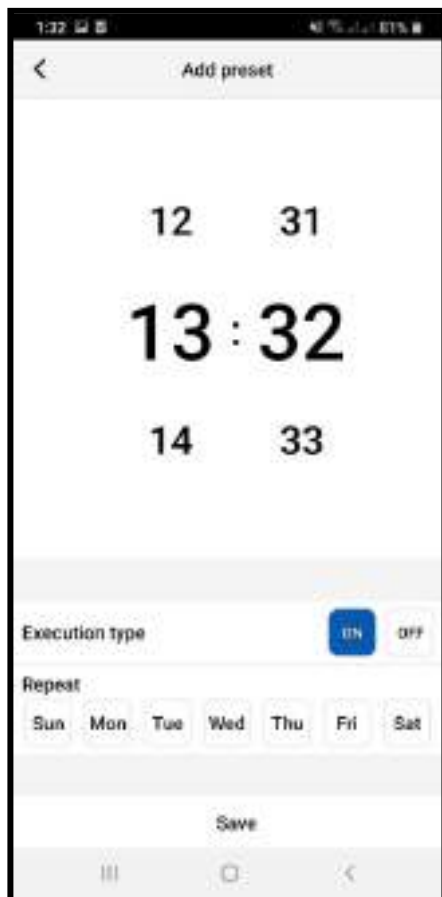 1:32 81%
Add preset
12 31
13 : 32
14 33
Execution type ON OFF
Repeat
Sun Mon Tue Wed Thu Fri Sat
Save